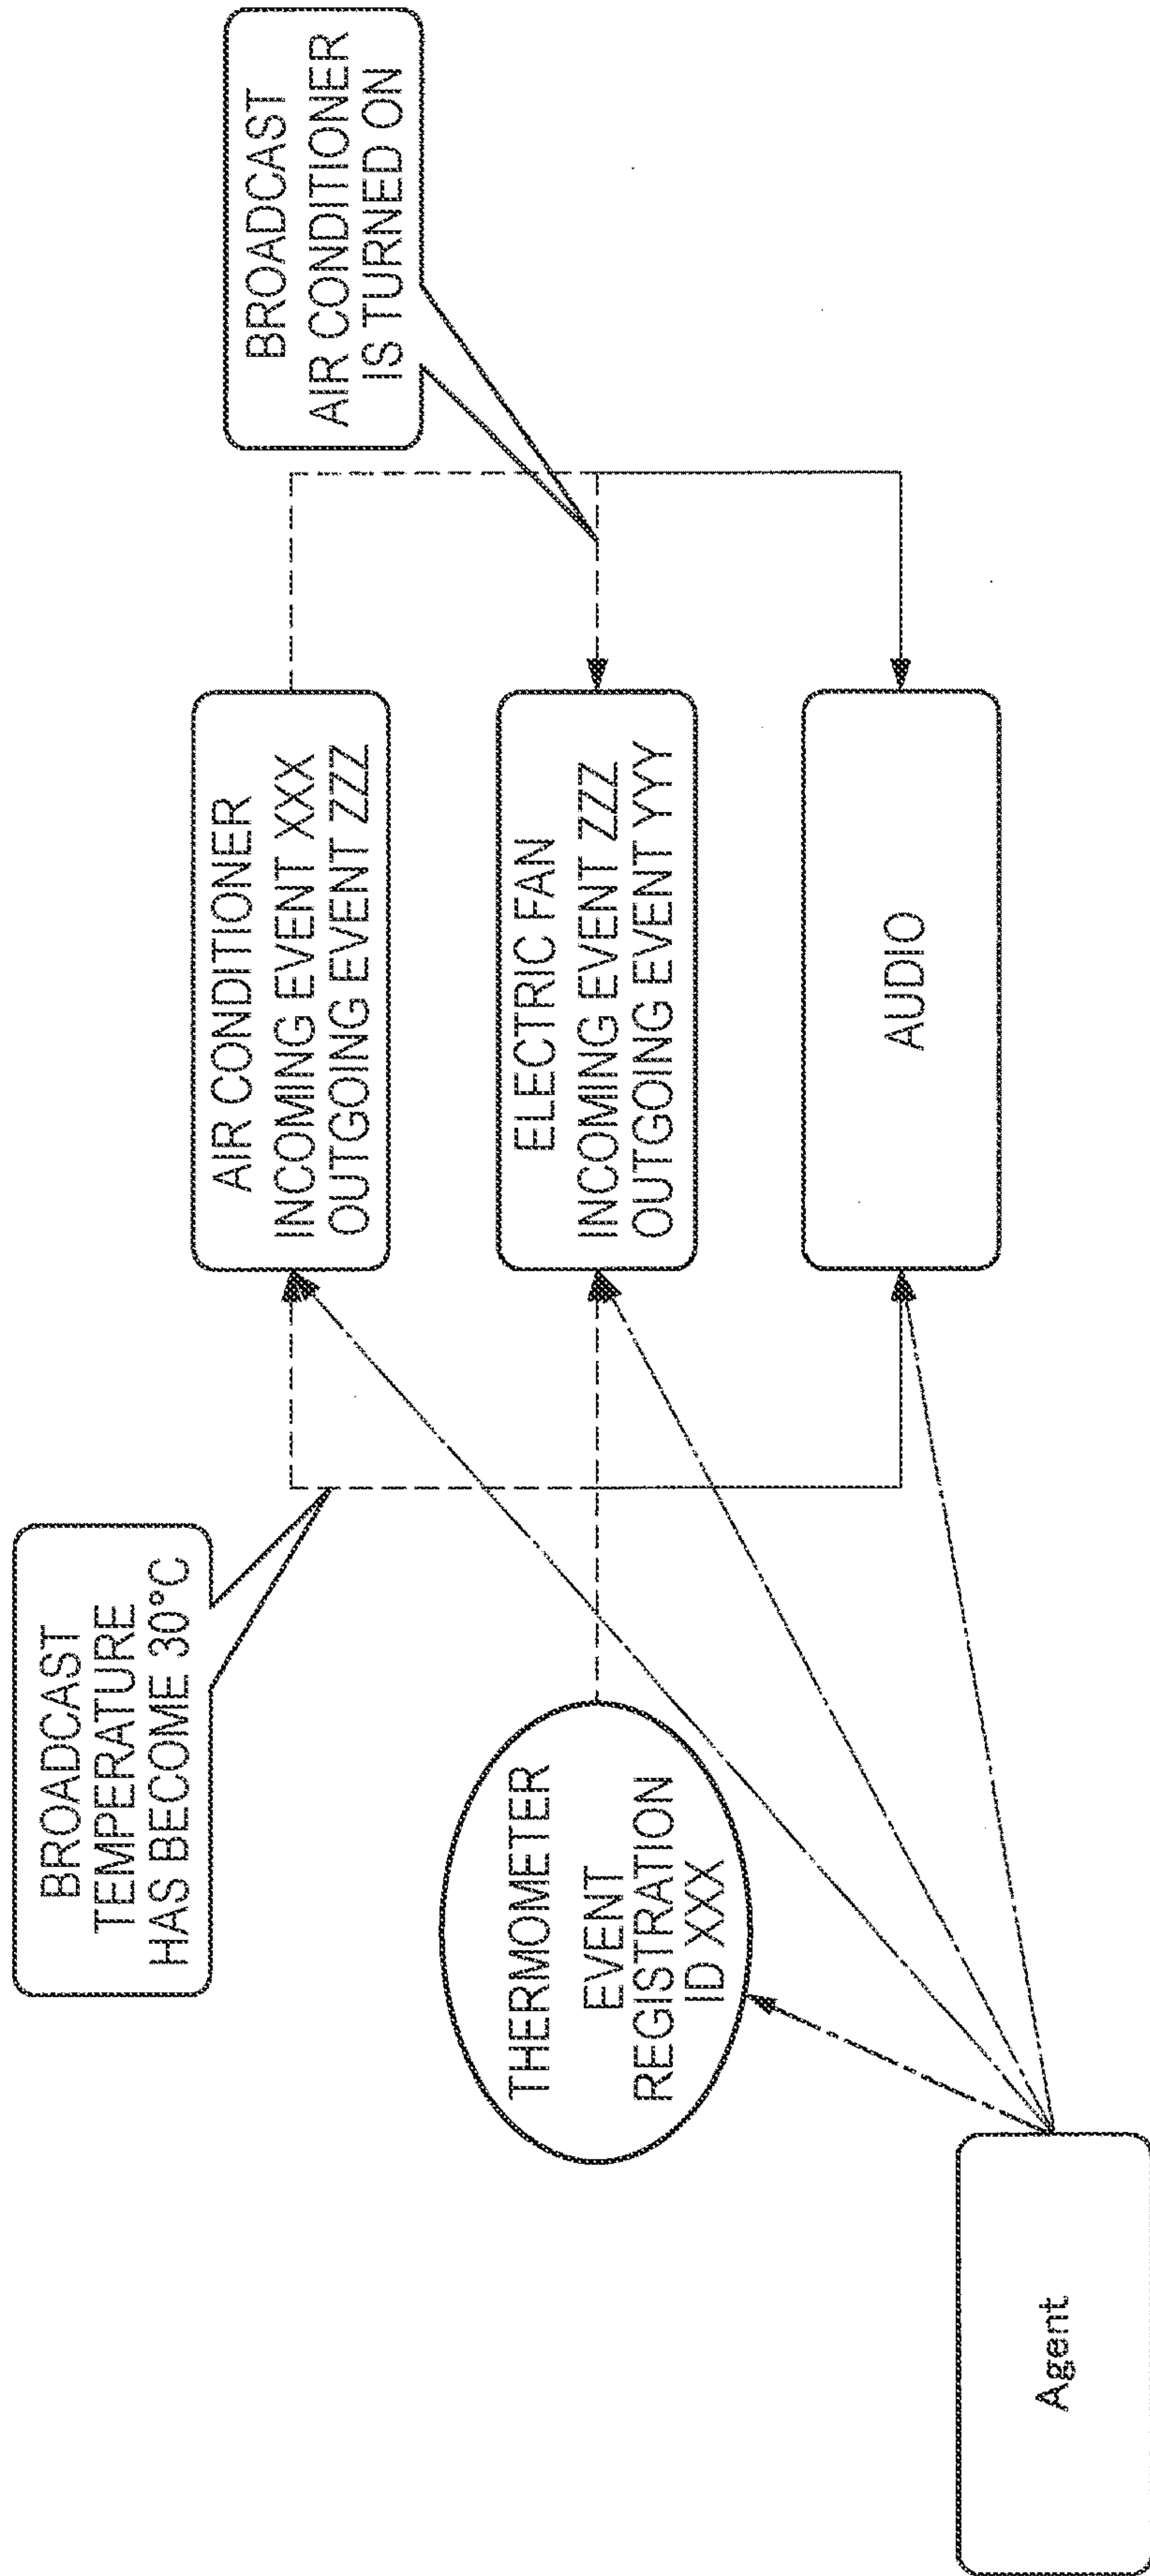 BROADCAST
TEMPERATURE
HAS BECOME 30°C
BROADCAST
AIR CONDITIONER
IS TURNED ON
AIR CONDITIONER
INCOMING EVENT XXX
OUTGOING EVENT ZZZ
THERMOMETER
EVENT
REGISTRATION
ID XXX
ELECTRIC FAN
INCOMING EVENT ZZZ
OUTGOING EVENT YYY
AUDIO
Agent